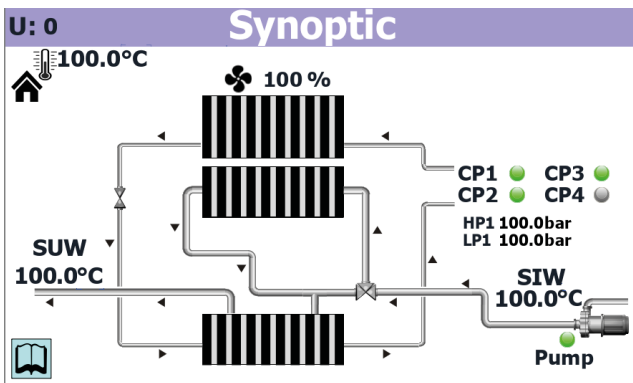 U: 0
Synoptic
100.0°C
100 %
CP1 CP3
CP2 CP4
HP1 100.0bar
LP1 100.0bar
SUW
100.0°C
SIW
100.0°C
Pump